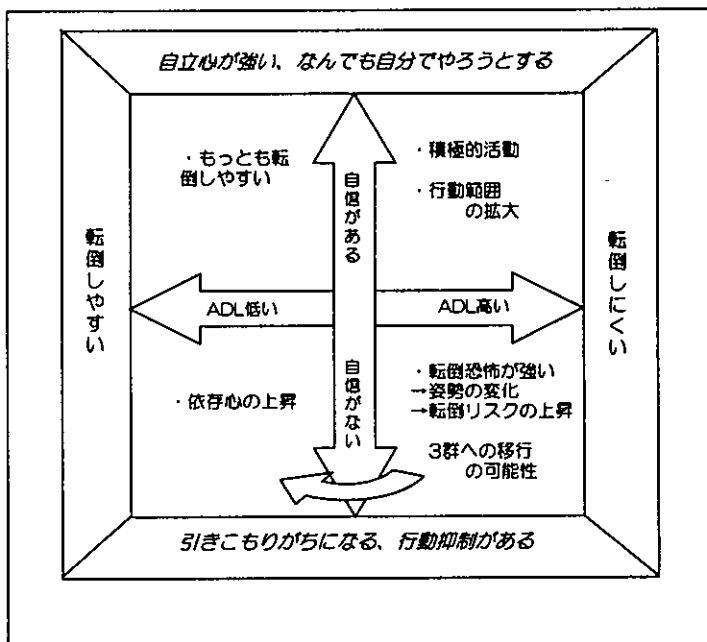 自立心が強い、なんでも自分でやろうとする
・もっとも転
倒しやすい
・積極的活動
・行動範囲
の拡大
自信がある
転倒しやすい
転倒しにくい
ADL低い
ADL高い
自信がない
・依存心の上昇
・転倒恐怖が強い
→姿勢の変化
→転倒リスクの上昇
3群への移行
の可能性
引きこもりがちになる、行動抑制がある